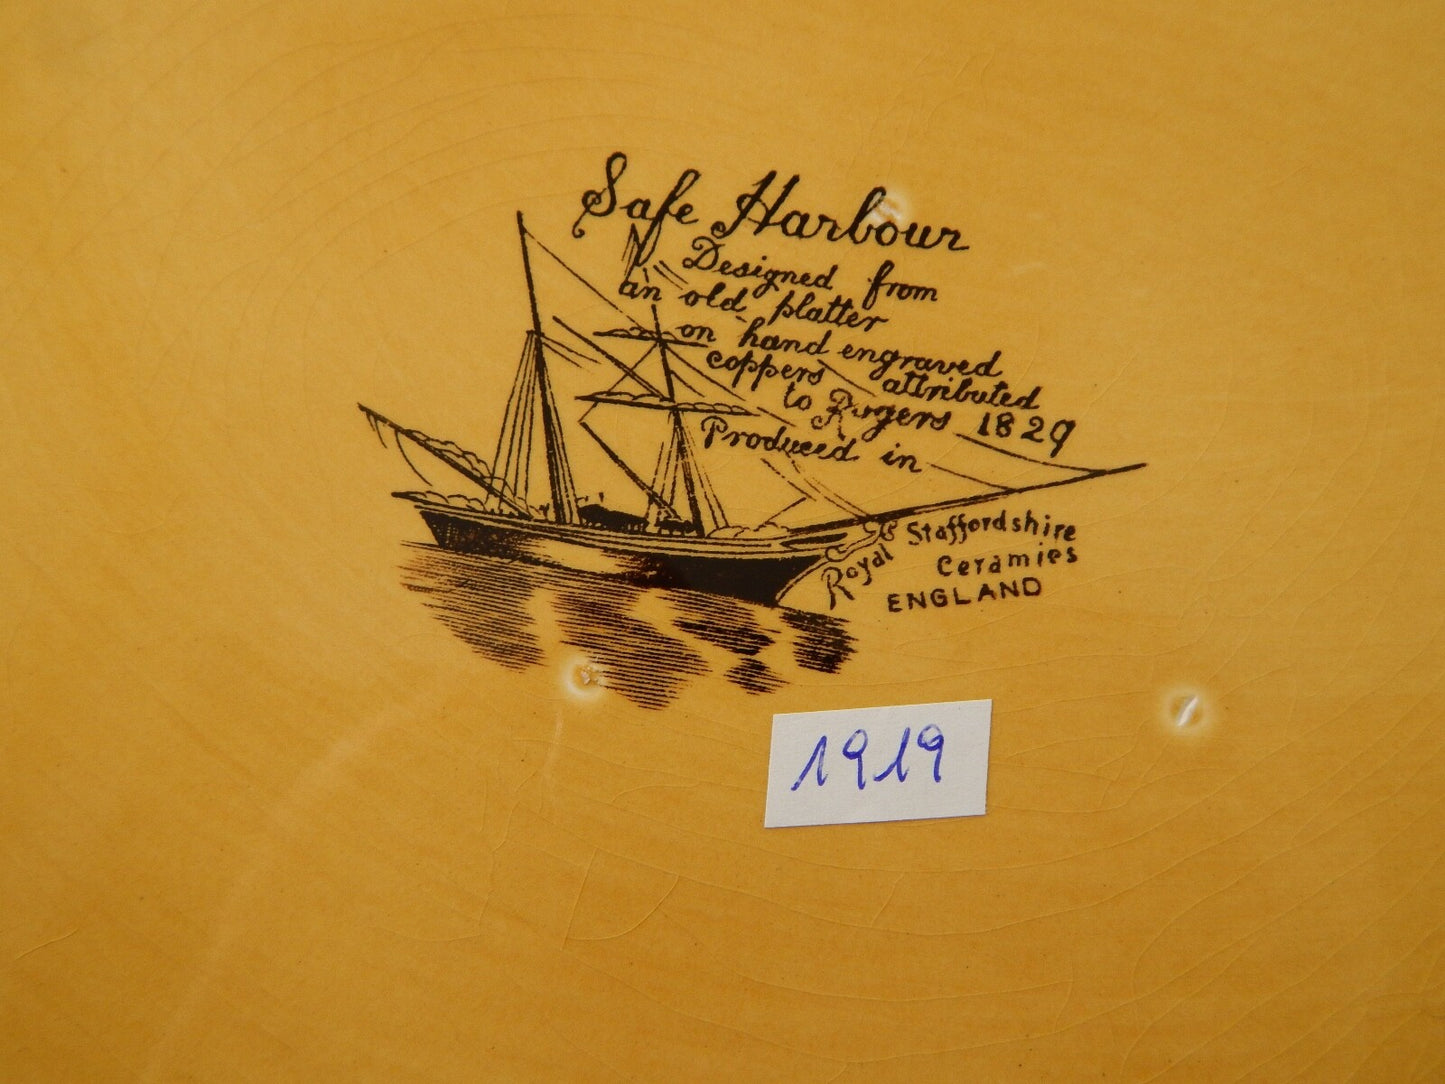 Safe Harbour
Designed from
an old platter
on hand engraved
coppers attributed
to Rogers 1829
Produced in
Royal Staffordshire
Ceramics
ENGLAND
1919